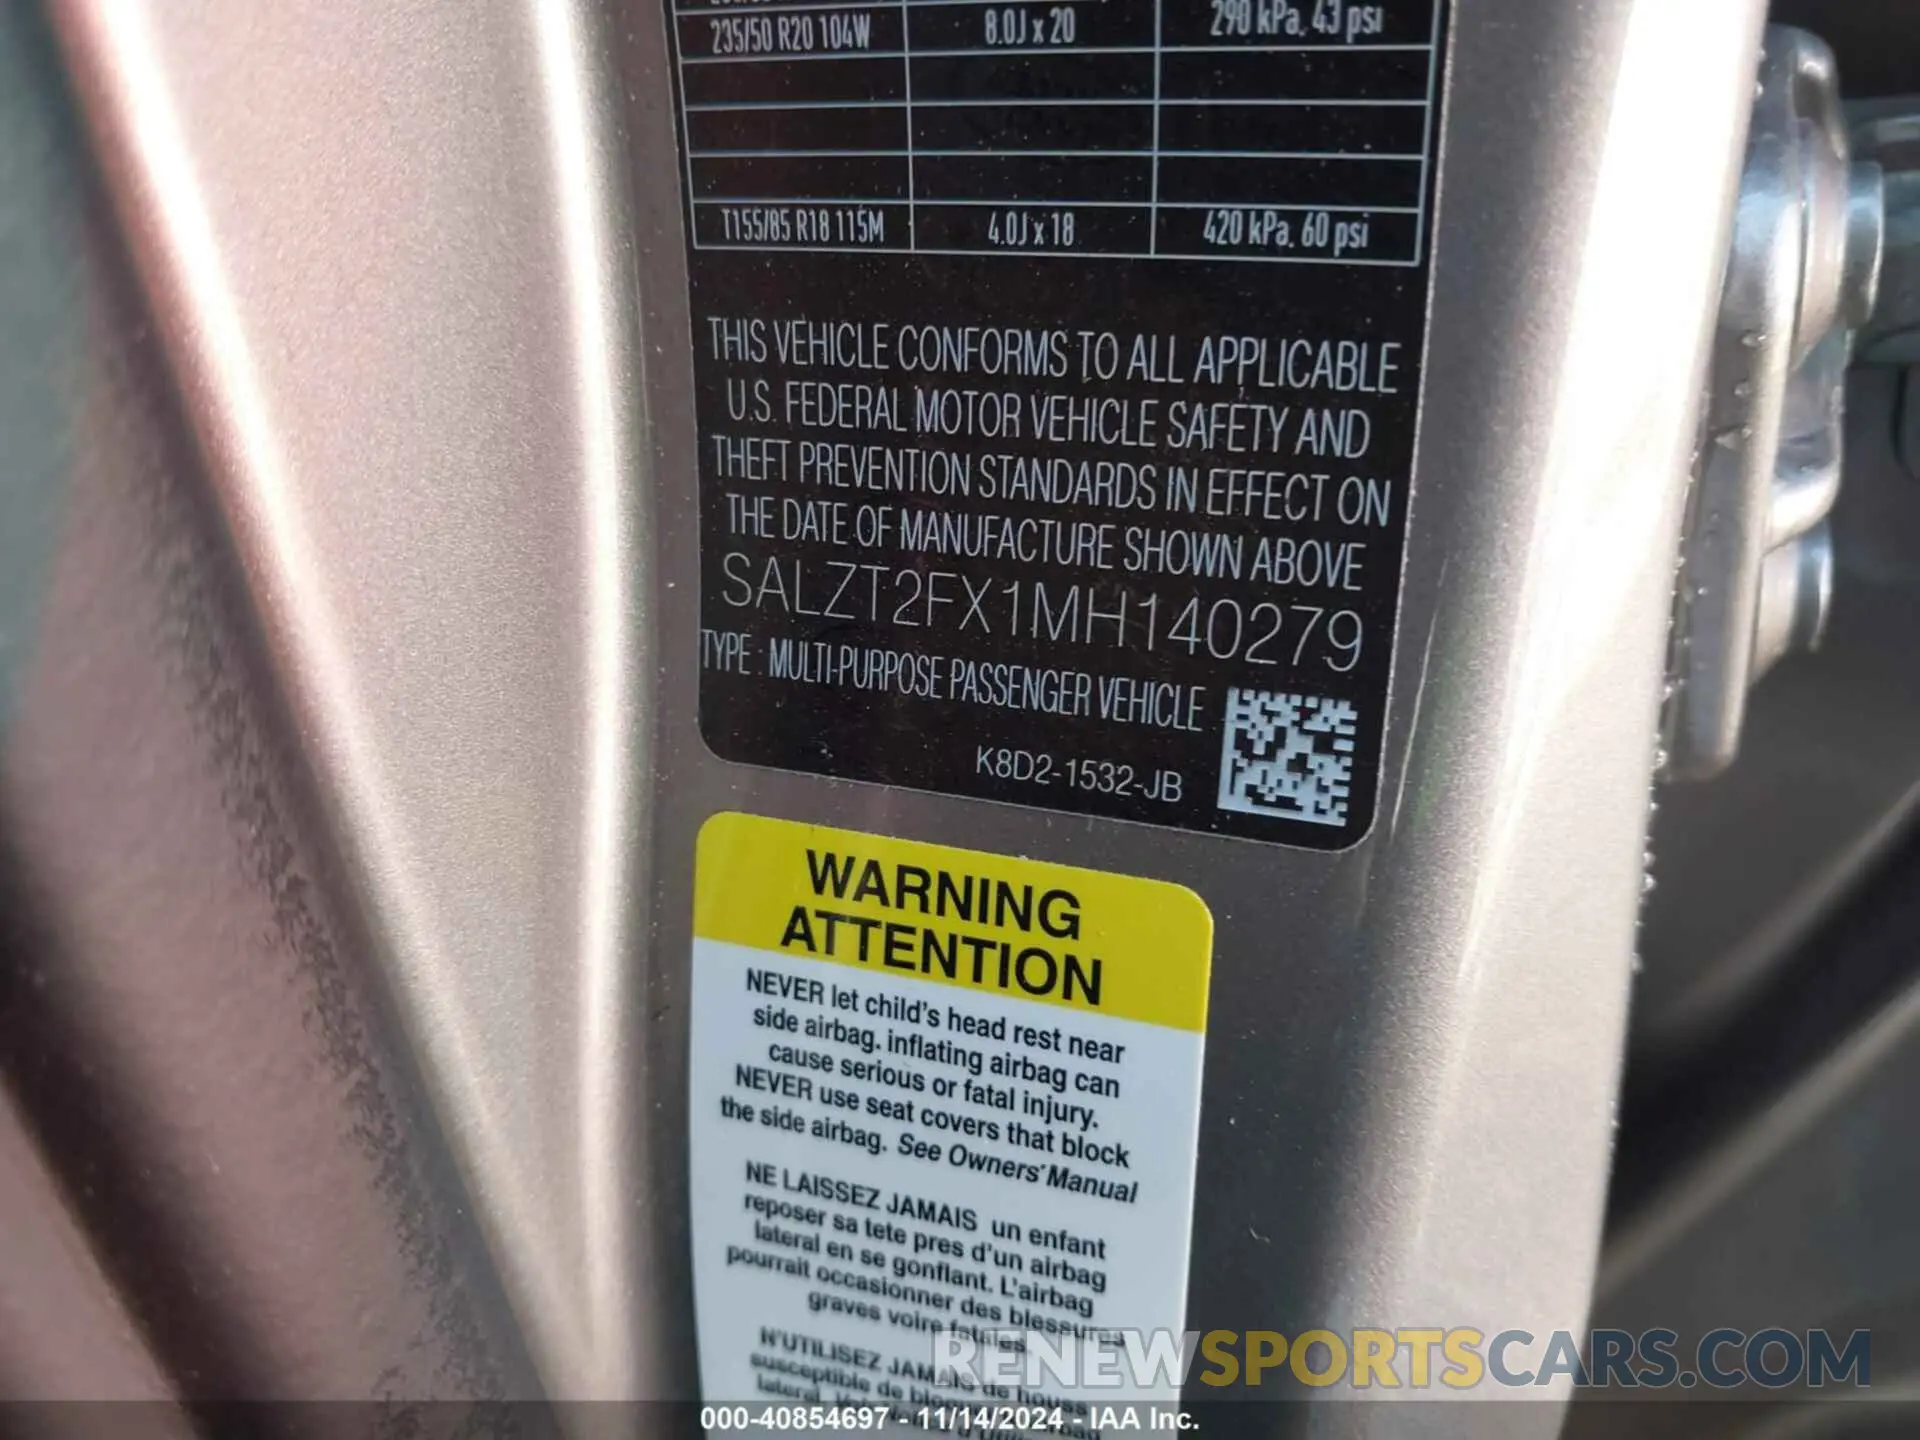 235/50 R20 104W 8.0J x 20 290 kPa, 43 psi
T155/85 R18 115M 4.0J x 18 420 kPa, 60 psi
THIS VEHICLE CONFORMS TO ALL APPLICABLE
U.S. FEDERAL MOTOR VEHICLE SAFETY AND
THEFT PREVENTION STANDARDS IN EFFECT ON
THE DATE OF MANUFACTURE SHOWN ABOVE
SALZT2FX1MH140279
TYPE : MULTI-PURPOSE PASSENGER VEHICLE
K8D2-1532-JB
WARNING
ATTENTION
NEVER let child's head rest near
side airbag. inflating airbag can
cause serious or fatal injury.
NEVER use seat covers that block
the side airbag. See Owners' Manual
NE LAISSEZ JAMAIS un enfant
reposer sa tete pres d'un airbag
lateral en se gonflant. L'airbag
pourrait occasionner des blessures
graves voire fatales.
N'UTILISEZ JAMAIS de houss
susceptible de
lateral.
RENEWSPORTSCARS.COM
000-40854697 - 11/14/2024 - IAA Inc.